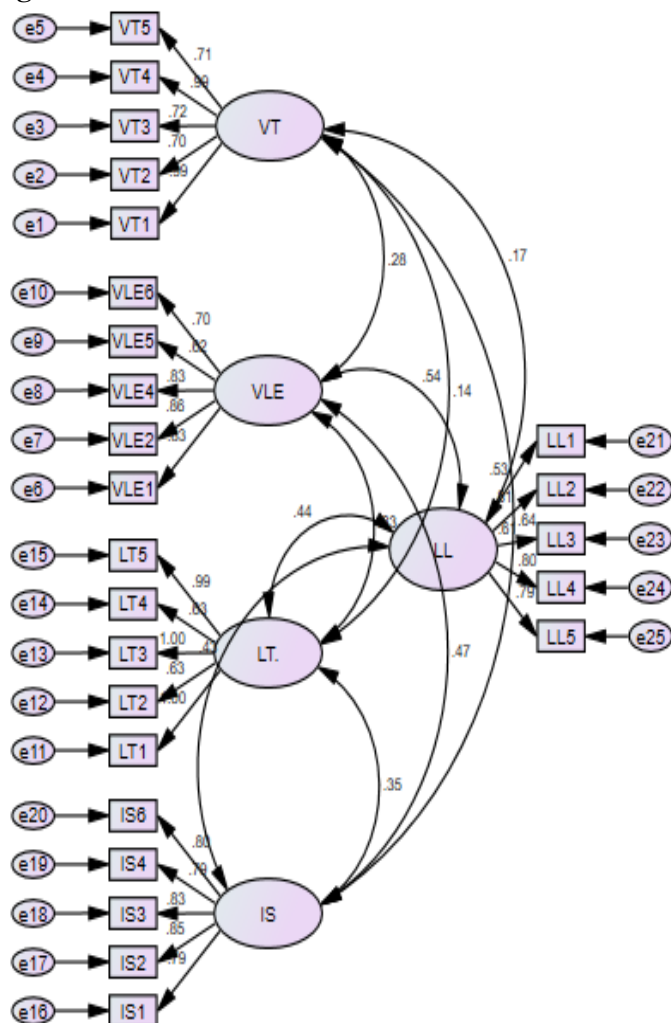 e5 VT5
.71
e4 VT4
.99
e3 VT3 .72
VT
.70
e2 VT2
e1 VT1
.17
.28
e10 VLE6
.70
e9 VLE5
.62
e8 VLE4 .83
VLE
.54 .14
.86
e7 VLE2
.83
e6 VLE1
LL1 e21
.53
LL2 e22
.44
LL .64
LL3 e23
e15 LT5
.99
.80
LL4 e24
.79
e14 LT4
.63
LL5 e25
e13 LT3 1.00
LT.
.47
.63
e12 LT2
e11 LT1
.35
e20 IS6
.80
e19 IS4
.79
e18 IS3 .83
IS
.85
e17 IS2
.79
e16 IS1